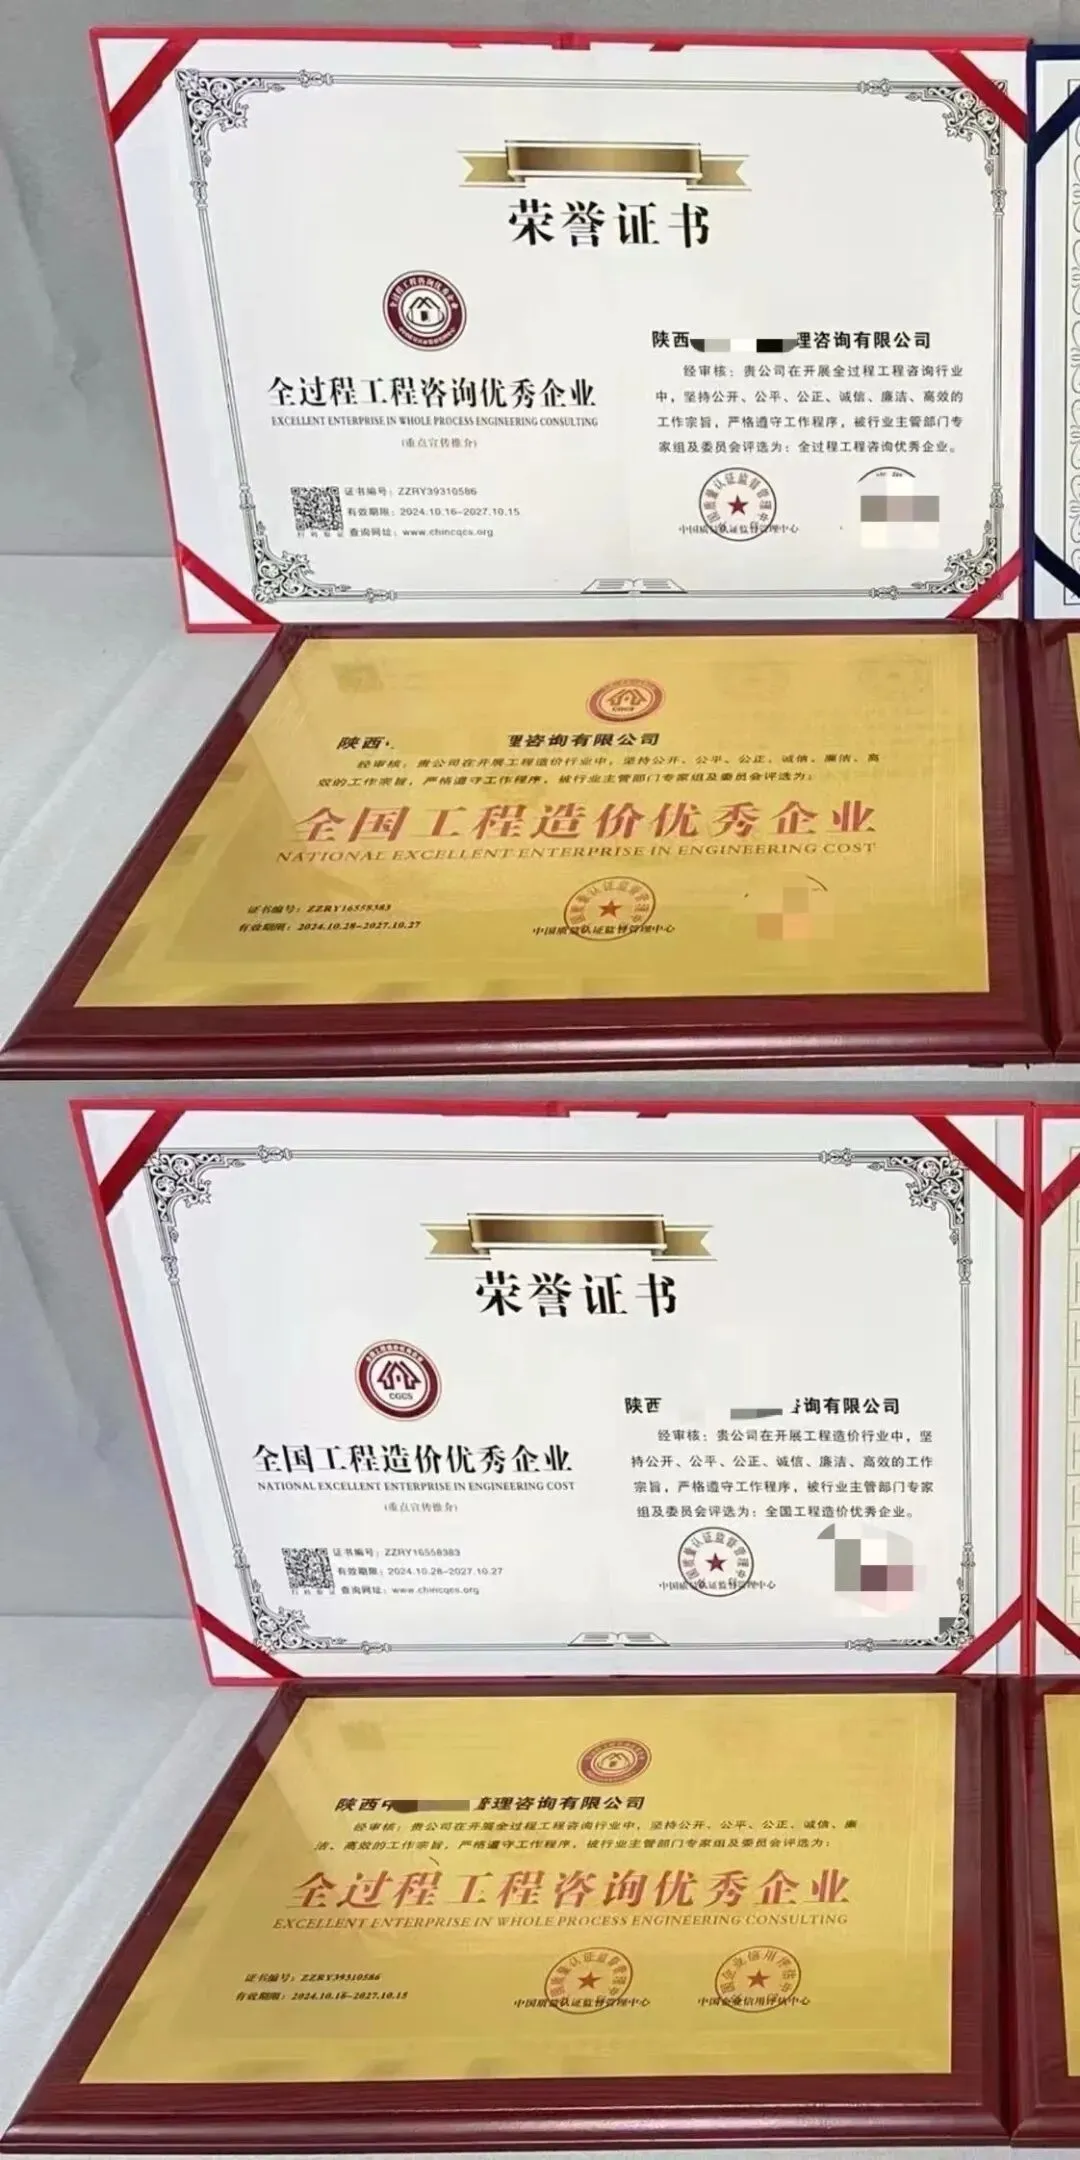 荣誉证书
全过程工程咨询优秀企业
EXCELLENT ENTERPRISE IN WHOLE PROCESS ENGINEERING CONSULTING
(重点宣传推介)
证书编号：ZZRY39310586
有效期限：2024.10.16-2027.10.15
查询网址：www.chincqcs.org
扫码验证
陕西 理咨询有限公司
经审核：贵公司在开展全过程工程咨询行业
中，坚持公开、公平、公正、诚信、廉洁、高效的
工作宗旨，严格遵守工作程序，被行业主管部门专
家组及委员会评选为：全过程工程咨询优秀企业。
中国质量认证监督管理中心
陕西 理咨询有限公司
经审核：贵公司在开展工程造价行业中，坚持公开、公平、公正、诚信、廉洁、高
效的工作宗旨，严格遵守工作程序，被行业主管部门专家组及委员会评选为：
全国工程造价优秀企业
NATIONAL EXCELLENT ENTERPRISE IN ENGINEERING COST
证书编号：ZZRY16558383
有效期限：2024.10.28-2027.10.27
中国质量认证监督管理中心
荣誉证书
CGCS
全国工程造价优秀企业
NATIONAL EXCELLENT ENTERPRISE IN ENGINEERING COST
(重点宣传推介)
证书编号：ZZRY16558383
有效期限：2024.10.28-2027.10.27
查询网址：www.chincqcs.org
扫码验证
陕西 咨询有限公司
经审核：贵公司在开展工程造价行业中，坚
持公开、公平、公正、诚信、廉洁、高效的工作
宗旨，严格遵守工作程序，被行业主管部门专家
组及委员会评选为：全国工程造价优秀企业。
中国质量认证监督管理中心
陕西 管理咨询有限公司
经审核：贵公司在开展全过程工程咨询行业中，坚持公开、公平、公正、诚信、廉
洁、高效的工作宗旨，严格遵守工作程序，被行业主管部门专家组及委员会评选为：
全过程工程咨询优秀企业
EXCELLENT ENTERPRISE IN WHOLE PROCESS ENGINEERING CONSULTING
证书编号：ZZRY39310586
有效期限：2024.10.16-2027.10.15
中国质量认证监督管理中心
中国企业信用评估中心